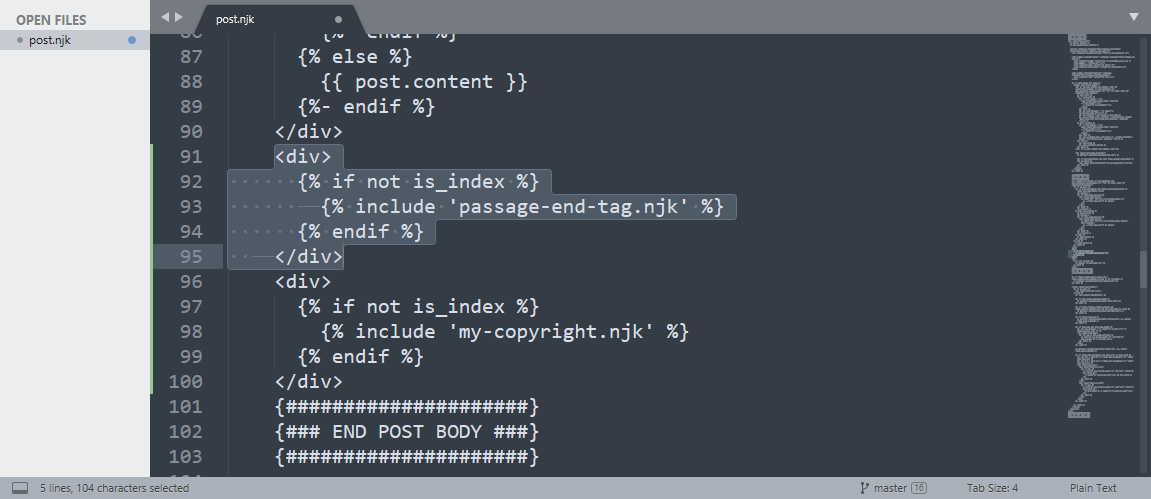 OPEN FILES
post.njk
post.njk
86 {%- endif %}
87 {% else %}
88 {{ post.content }}
89 {%- endif %}
90 </div>
91 <div>
92 {% if not is_index %}
93 {% include 'passage-end-tag.njk' %}
94 {% endif %}
95 </div>
96 <div>
97 {% if not is_index %}
98 {% include 'my-copyright.njk' %}
99 {% endif %}
100 </div>
101 {#####################}
102 {### END POST BODY ###}
103 {#####################}
5 lines, 104 characters selected
master 16
Tab Size: 4
Plain Text